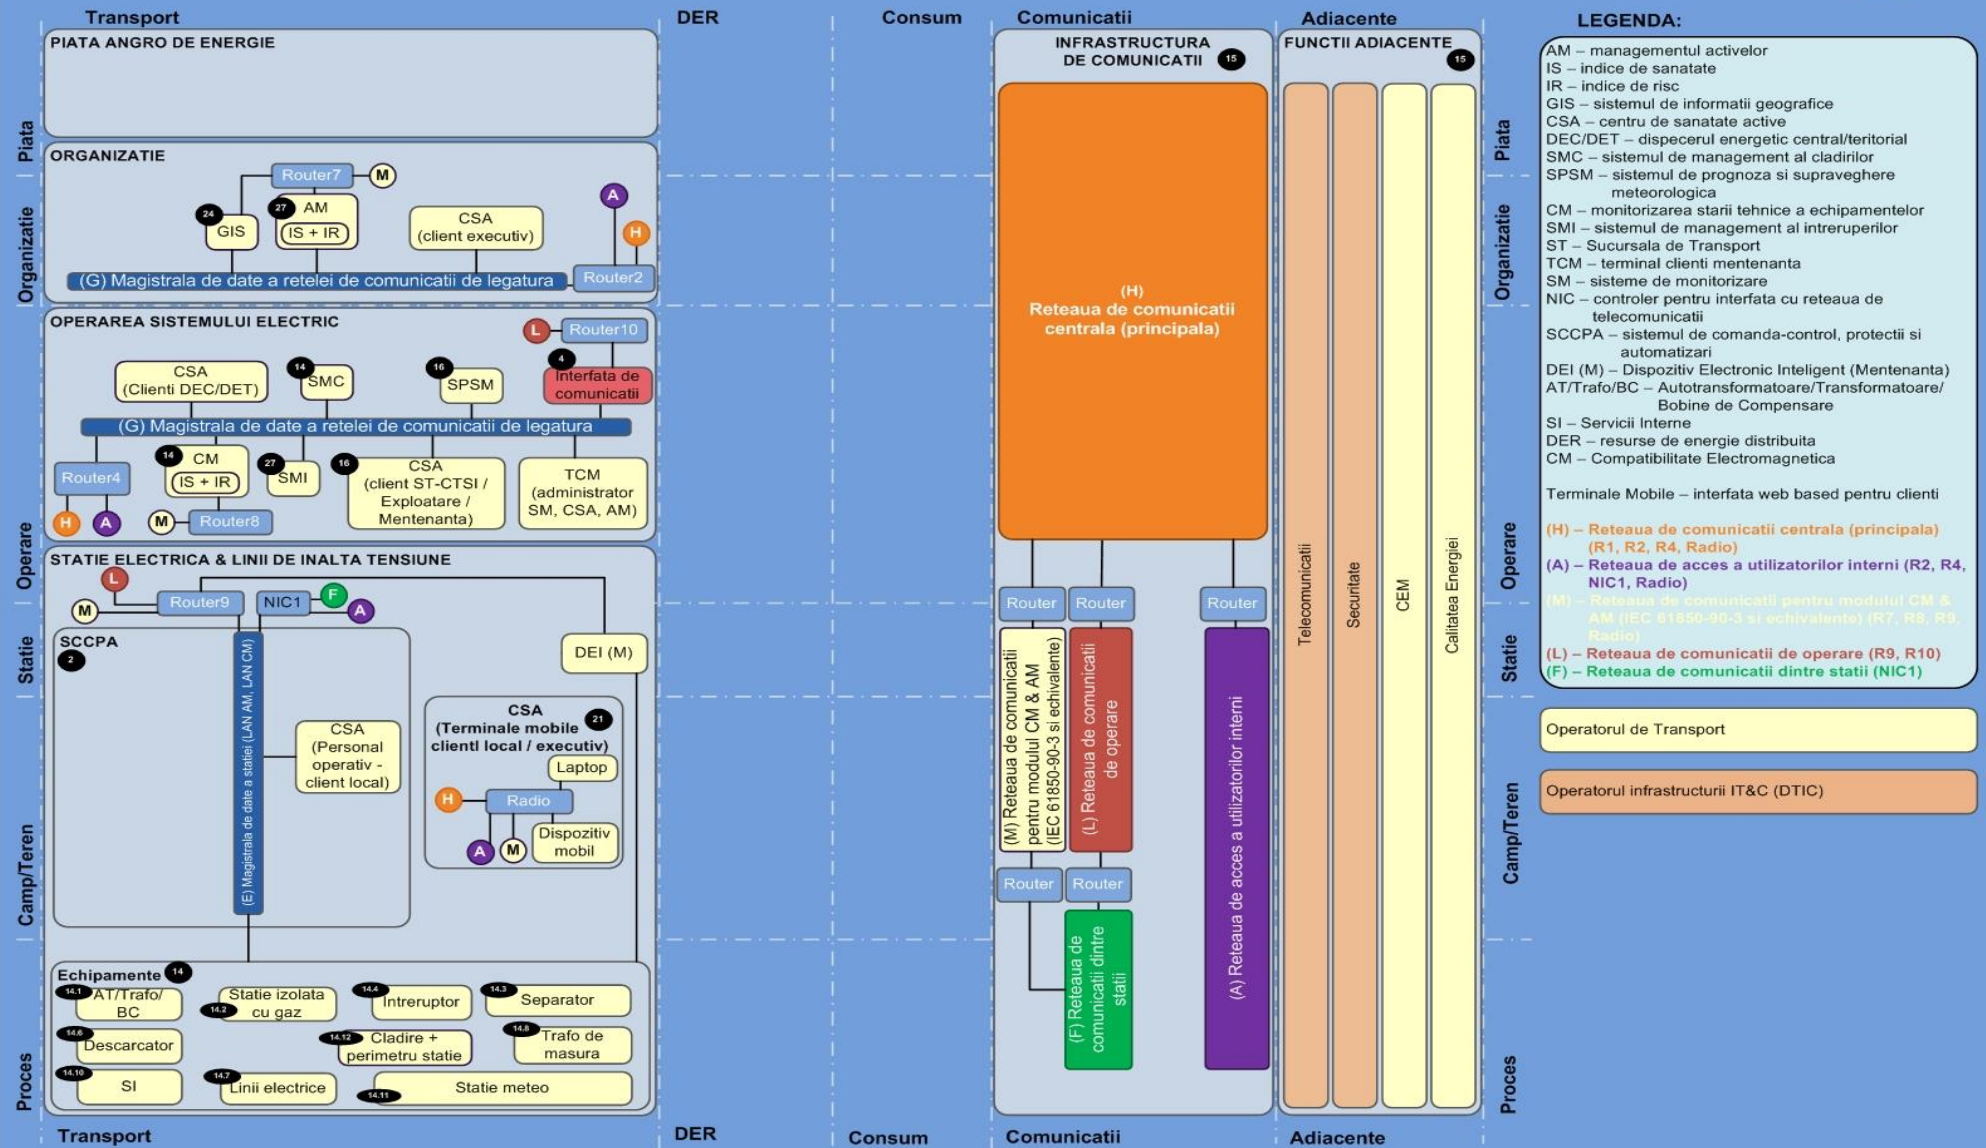 Transport
DER
Consum
Comunicatii
Adiacente
LEGENDA:
Piata
Organizatie
Operare
Statie
Camp/Teren
Proces
PIATA ANGRO DE ENERGIE
ORGANIZATIE
Router7
M
24
GIS
27
AM
IS + IR
CSA
(client executiv)
A
H
(G) Magistrala de date a retelei de comunicatii de legatura
Router2
OPERAREA SISTEMULUI ELECTRIC
L
Router10
CSA
(Clienti DEC/DET)
14
SMC
16
SPSM
4
Interfata de
comunicatii
(G) Magistrala de date a retelei de comunicatii de legatura
Router4
H
A
14
CM
IS + IR
M
Router8
27
SMI
16
CSA
(client ST-CTSI /
Exploatare /
Mentenanta)
TCM
(administrator
SM, CSA, AM)
STATIE ELECTRICA & LINII DE INALTA TENSIUNE
L
M
Router9
NIC1
F
A
SCCPA
2
(E) Magistrala de date a statiei (LAN AM, LAN CM)
CSA
(Personal
operativ -
client local)
DEI (M)
CSA
(Terminale mobile
clienti local / executiv)
21
Laptop
H
Radio
A
M
Dispozitiv
mobil
Echipamente
14
14.1
AT/Trafo/
BC
14.2
Statie izolata
cu gaz
14.4
Intreruptor
14.3
Separator
14.6
Descarcator
14.12
Cladire +
perimetru statie
14.8
Trafo de
masura
14.10
SI
14.7
Linii electrice
14.11
Statie meteo
INFRASTRUCTURA
DE COMUNICATII
15
(H)
Reteaua de comunicatii
centrala (principala)
Router
Router
Router
(M) Reteaua de comunicatii
pentru modulul CM & AM
(IEC 61850-90-3 si echivalente)
(L) Reteaua de comunicatii
de operare
(A) Reteaua de acces a utilizatorilor interni
Router
Router
(F) Reteaua de
comunicatii dintre
statii
FUNCTII ADIACENTE
15
Telecomunicatii
Securitate
CEM
Calitatea Energiei
Piata
Organizatie
Operare
Statie
Camp/Teren
Proces
AM – managementul activelor
IS – indice de sanatate
IR – indice de risc
GIS – sistemul de informatii geografice
CSA – centru de sanatate active
DEC/DET – dispecerul energetic central/teritorial
SMC – sistemul de management al cladirilor
SPSM – sistemul de prognoza si supraveghere
meteorologica
CM – monitorizarea starii tehnice a echipamentelor
SMI – sistemul de management al intreruperilor
ST – Sucursala de Transport
TCM – terminal clienti mentenanta
SM – sisteme de monitorizare
NIC – controler pentru interfata cu reteaua de
telecomunicatii
SCCPA – sistemul de comanda-control, protectii si
automatizari
DEI (M) – Dispozitiv Electronic Inteligent (Mentenanta)
AT/Trafo/BC – Autotransformatoare/Transformatoare/
Bobine de Compensare
SI – Servicii Interne
DER – resurse de energie distribuita
CM – Compatibilitate Electromagnetica
Terminale Mobile – interfata web based pentru clienti
(H) – Reteaua de comunicatii centrala (principala)
(R1, R2, R4, Radio)
(A) – Reteaua de acces a utilizatorilor interni (R2, R4,
NIC1, Radio)
(M) – Reteaua de comunicatii pentru modulul CM &
AM (IEC 61850-90-3 si echivalente) (R7, R8, R9,
Radio)
(L) – Reteaua de comunicatii de operare (R9, R10)
(F) – Reteaua de comunicatii dintre statii (NIC1)
Operatorul de Transport
Operatorul infrastructurii IT&C (DTIC)
Transport
DER
Consum
Comunicatii
Adiacente